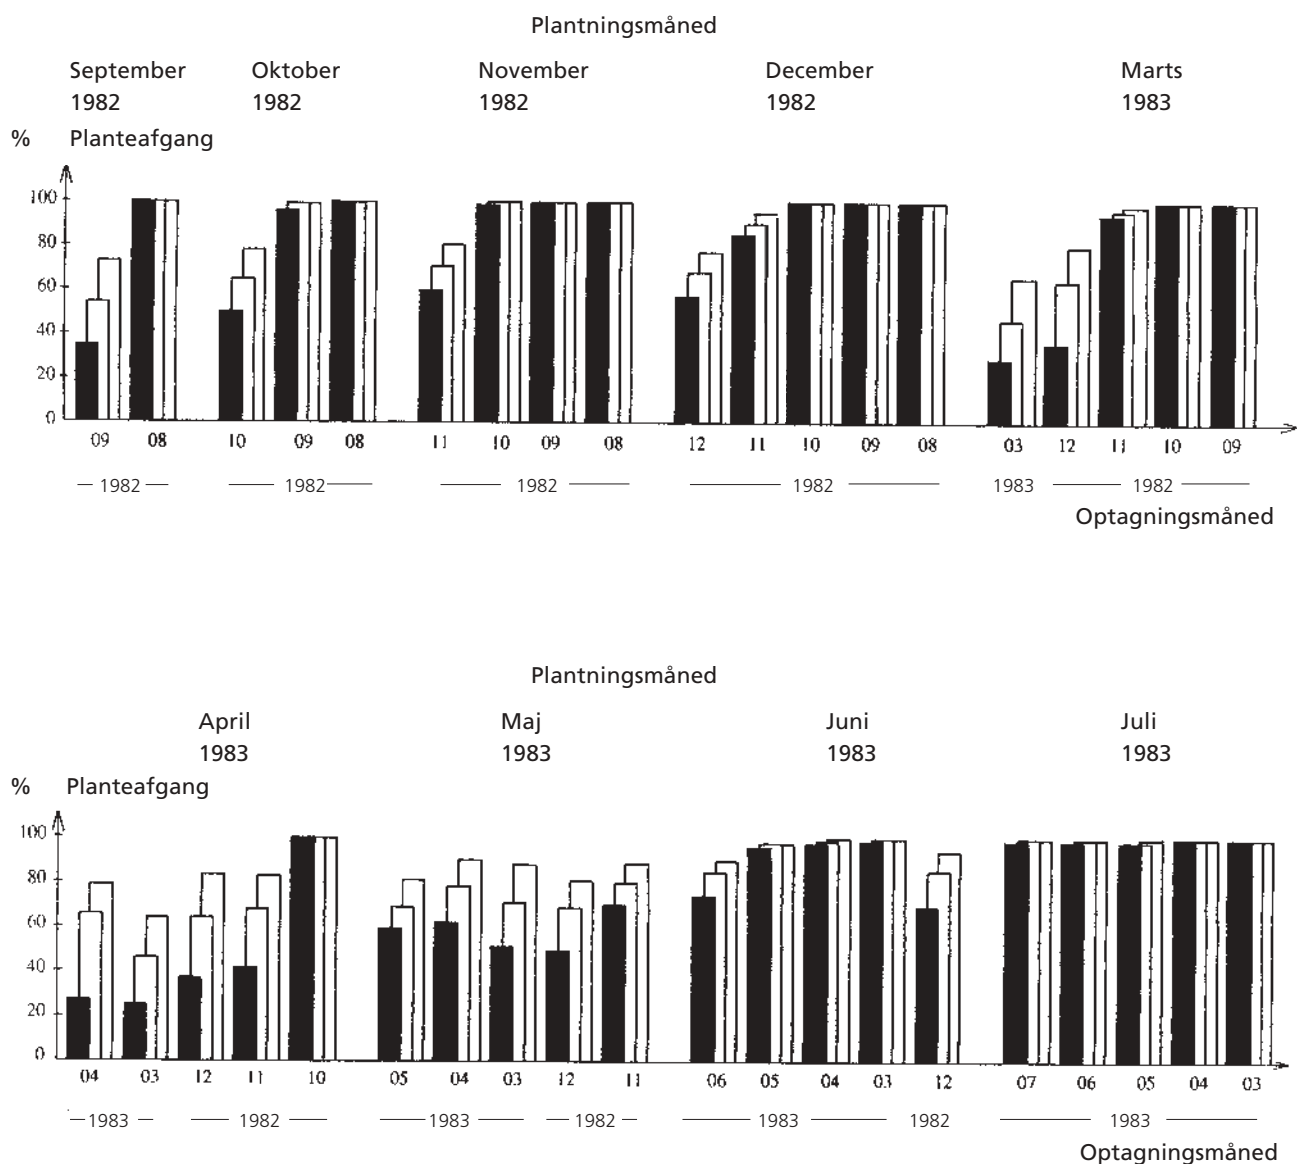 Plantningsmåned
September Oktober November December Marts
1982 1982 1982 1982 1983
% Planteafgang
100
80
60
40
20
0
09 08 10 09 08 11 10 09 08 12 11 10 09 08 03 12 11 10 09
1982 1982 1982 1982 1983 1982
Optagningsmåned
Plantningsmåned
April Maj Juni Juli
1983 1983 1983 1983
% Planteafgang
100
80
60
40
20
0
04 03 12 11 10 05 04 03 12 11 06 05 04 03 12 07 06 05 04 03
1983 1982 1983 1982 1983 1982 1983
Optagningsmåned